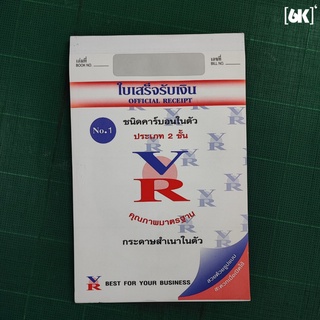 [6K]
เล่มที่ เลขที่
BOOK NO. BILL NO.
ใบเสร็จรับเงิน
OFFICIAL RECEIPT
No.1
ชนิดคาร์บอนในตัว
ประเภท 2 ชั้น
VR
คุณภาพมาตรฐาน
กระดาษสำเนาในตัว
VR BEST FOR YOUR BUSINESS